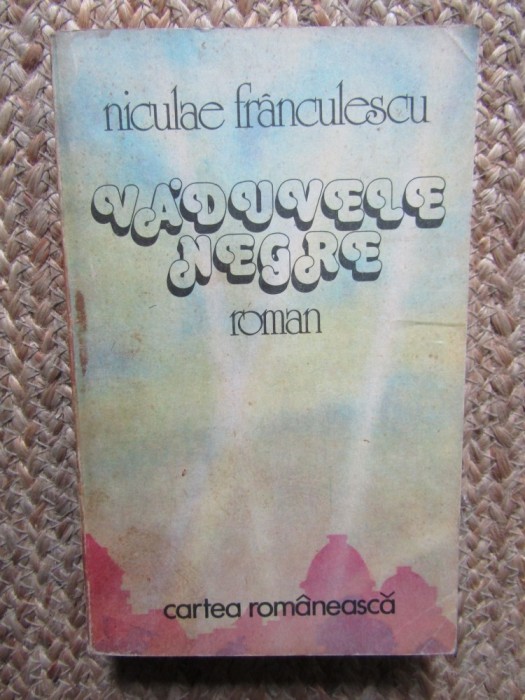 niculae frânculescu
VĂDUVELE
NEGRE
roman
cartea românească